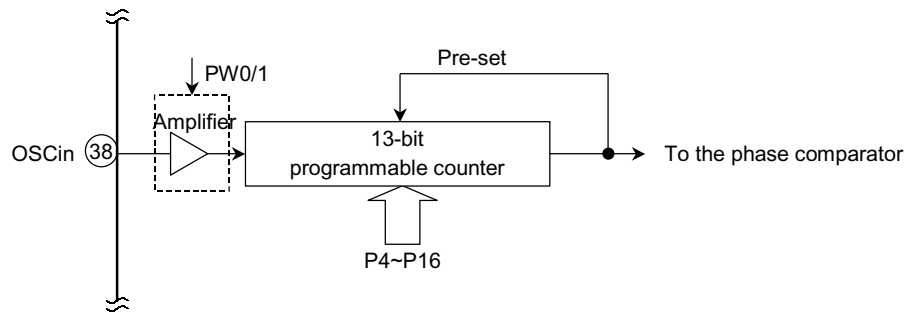 Pre-set
PW0/1
Amplifier
13-bit
programmable counter
OSCin 38
To the phase comparator
P4~P16